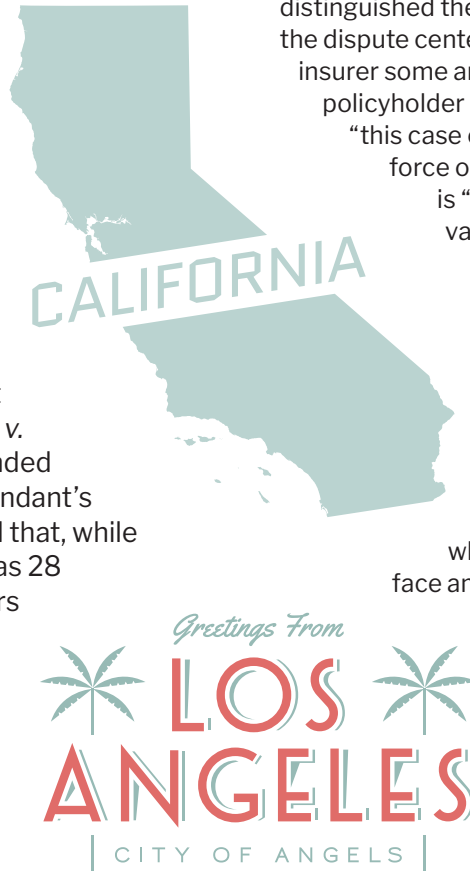 distinguished the
the dispute cente
insurer some ar
policyholder
“this case
force o
is “
va
CALIFORNIA
v.
nded
ndant’s
l that, while
as 28
rs
wl
face an
Greetings From
LOS
ANGELES
CITY OF ANGELS